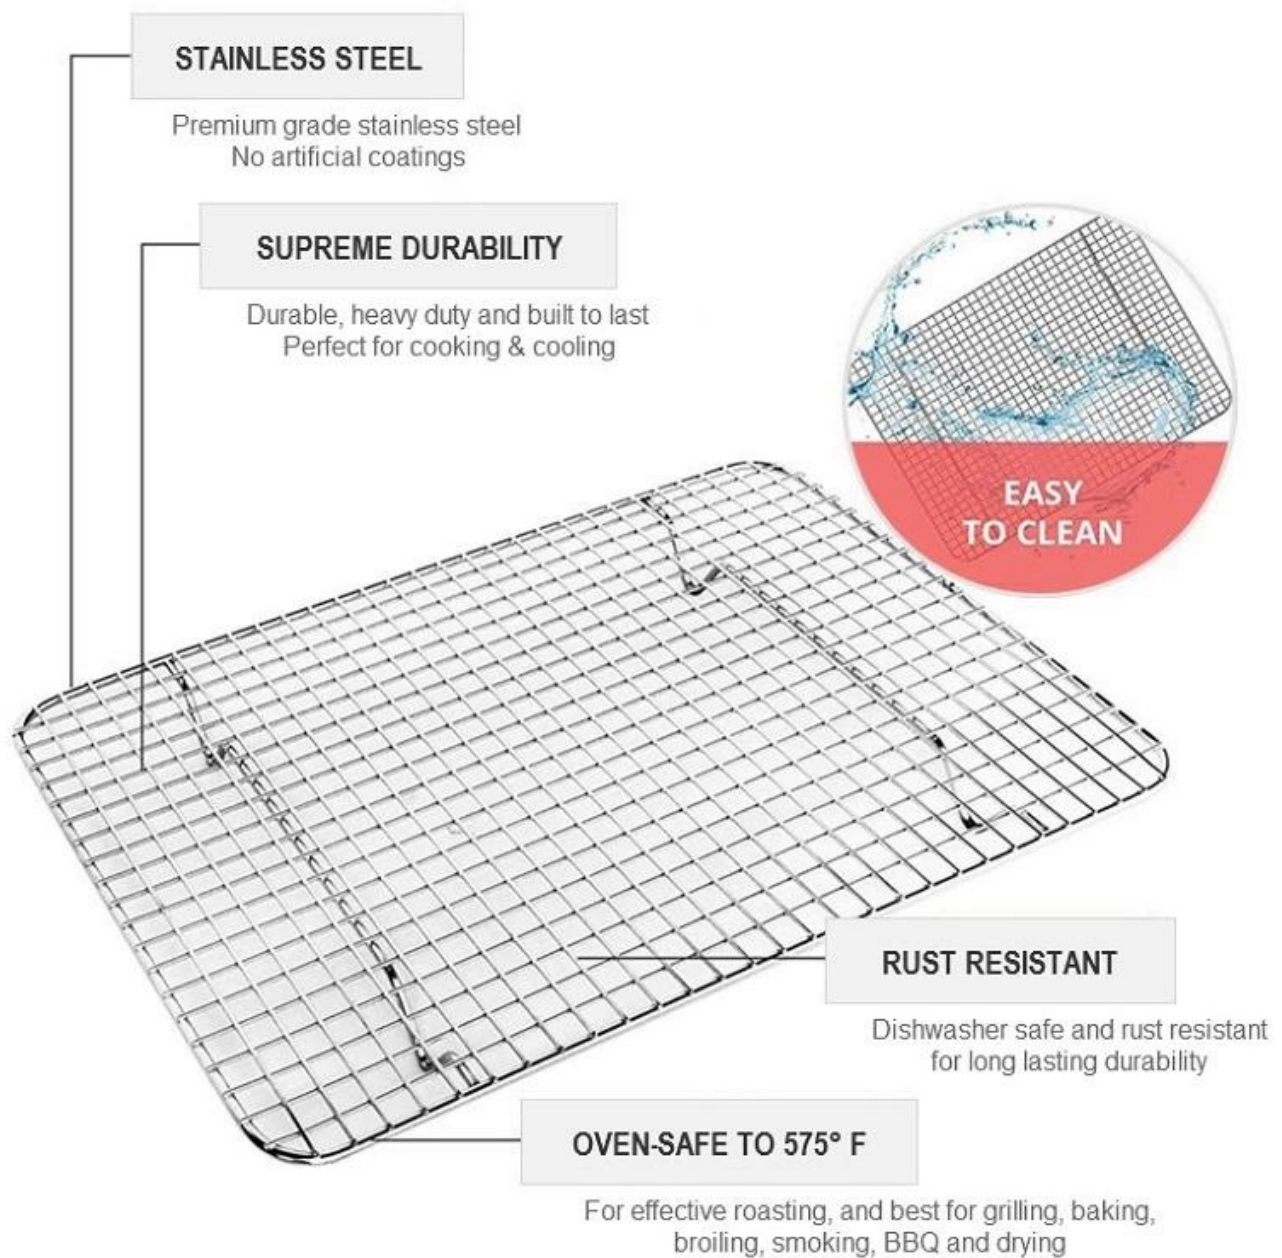 STAINLESS STEEL
Premium grade stainless steel
No artificial coatings
SUPREME DURABILITY
Durable, heavy duty and built to last
Perfect for cooking & cooling
EASY
TO CLEAN
RUST RESISTANT
Dishwasher safe and rust resistant
for long lasting durability
OVEN-SAFE TO 575° F
For effective roasting, and best for grilling, baking,
broiling, smoking, BBQ and drying